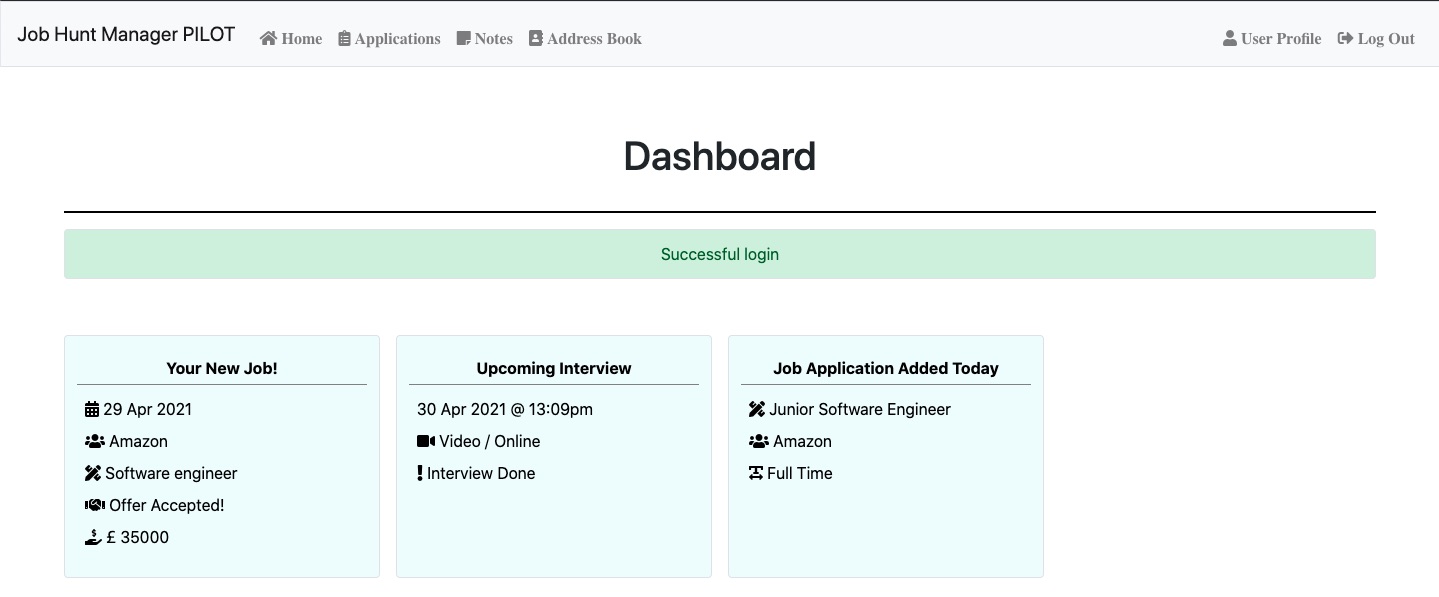 Job Hunt Manager PILOT Home Applications Notes Address Book User Profile Log Out
Dashboard
Successful login
Your New Job!
29 Apr 2021
Amazon
Software engineer
Offer Accepted!
£ 35000
Upcoming Interview
30 Apr 2021 @ 13:09pm
Video / Online
Interview Done
Job Application Added Today
Junior Software Engineer
Amazon
Full Time